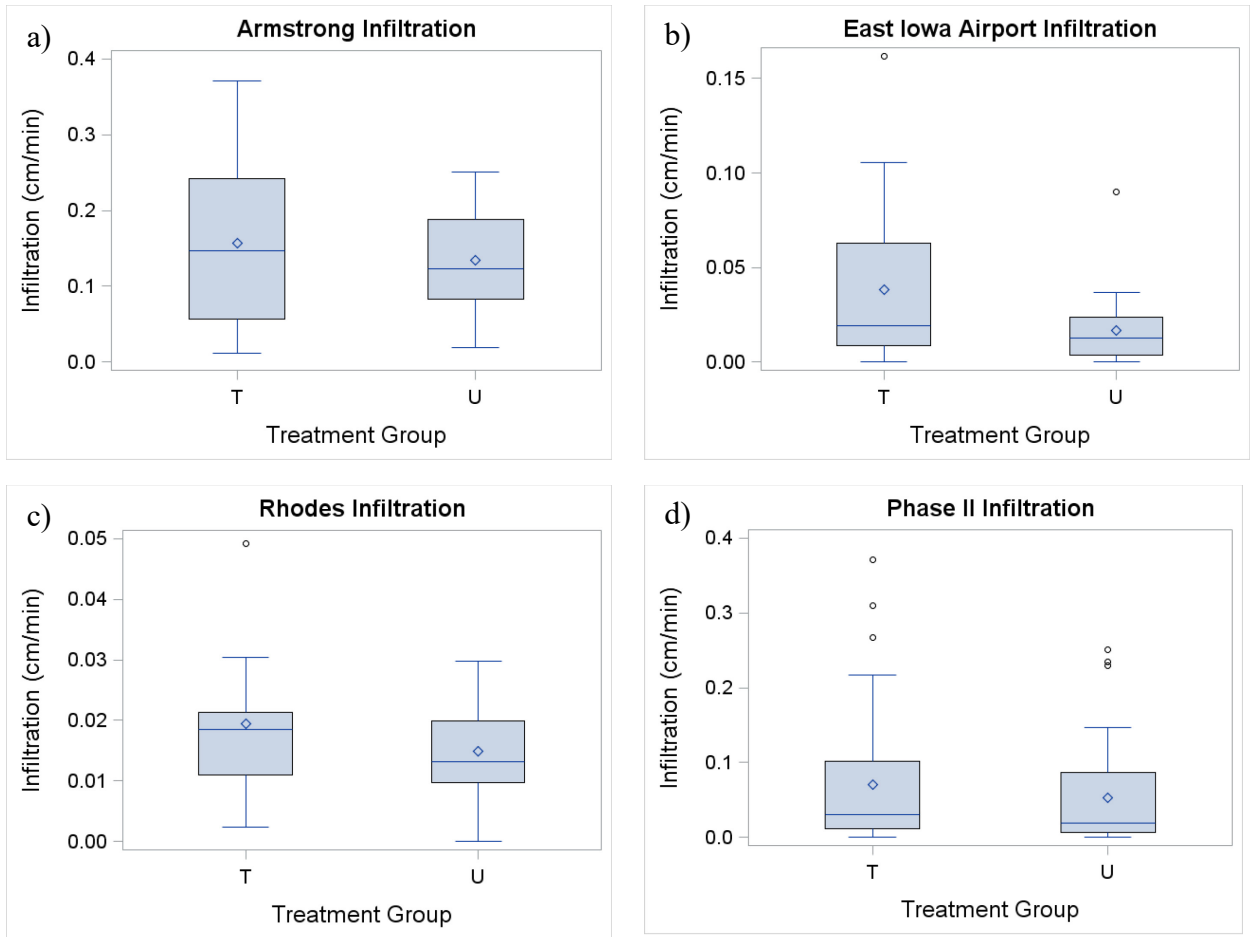 a)
Armstrong Infiltration
Infiltration (cm/min)
0.4
0.3
0.2
0.1
0.0
T
U
Treatment Group
b)
East Iowa Airport Infiltration
Infiltration (cm/min)
0.15
0.10
0.05
0.00
T
U
Treatment Group
c)
Rhodes Infiltration
Infiltration (cm/min)
0.05
0.04
0.03
0.02
0.01
0.00
T
U
Treatment Group
d)
Phase II Infiltration
Infiltration (cm/min)
0.4
0.3
0.2
0.1
0.0
T
U
Treatment Group